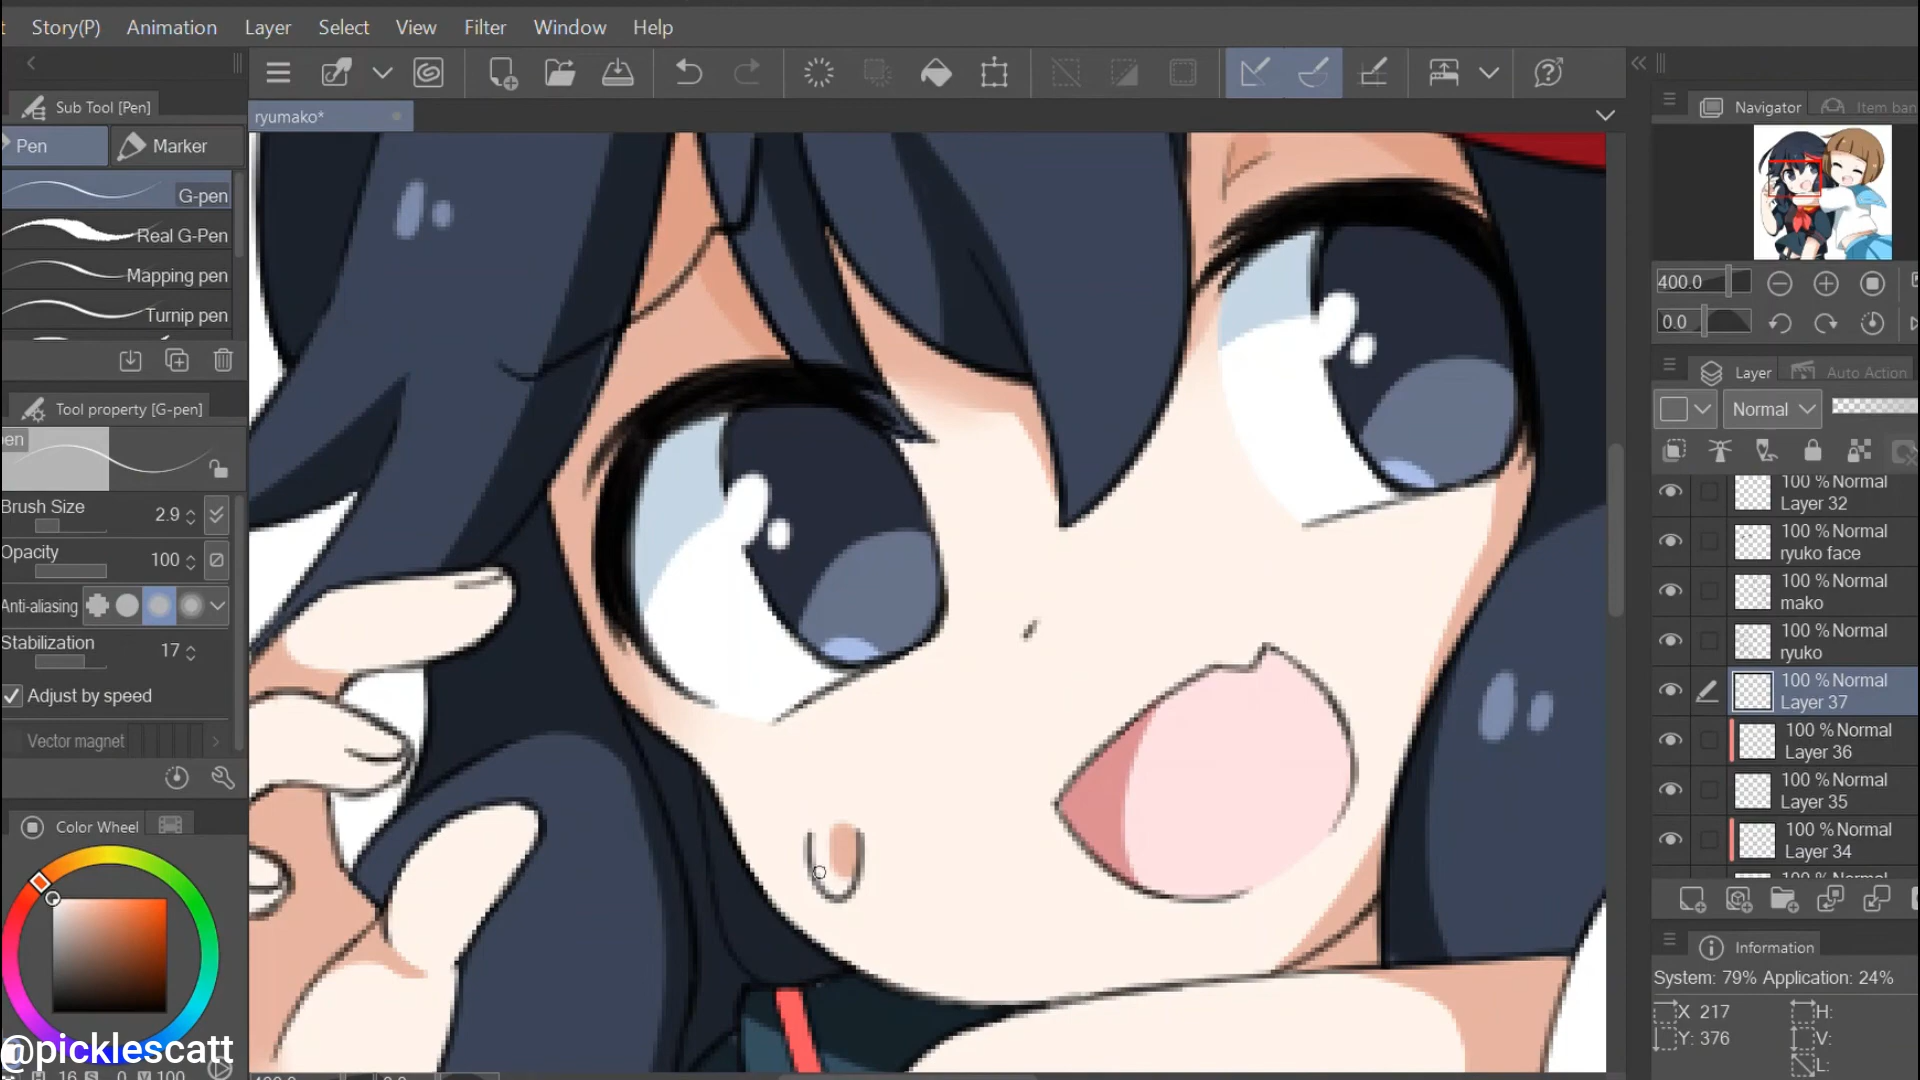 Story(P) Animation Layer Select View Filter Window Help
Sub Tool [Pen]
Pen Marker
G-pen
Real G-Pen
Mapping pen
Turnip pen
Tool property [G-pen]
Brush Size 2.9
Opacity 100
Anti-aliasing
Stabilization 17
Adjust by speed
Vector magnet
Color Wheel
@picklescatt
ryumako*
Navigator Item ban
400.0
0.0
Layer Auto Action
Normal
100 % Normal
Layer 32
100 % Normal
ryuko face
100 % Normal
mako
100 % Normal
ryuko
100 % Normal
Layer 37
100 % Normal
Layer 36
100 % Normal
Layer 35
100 % Normal
Layer 34
Information
System: 79% Application: 24%
X 217 H:
Y: 376 V:
L: